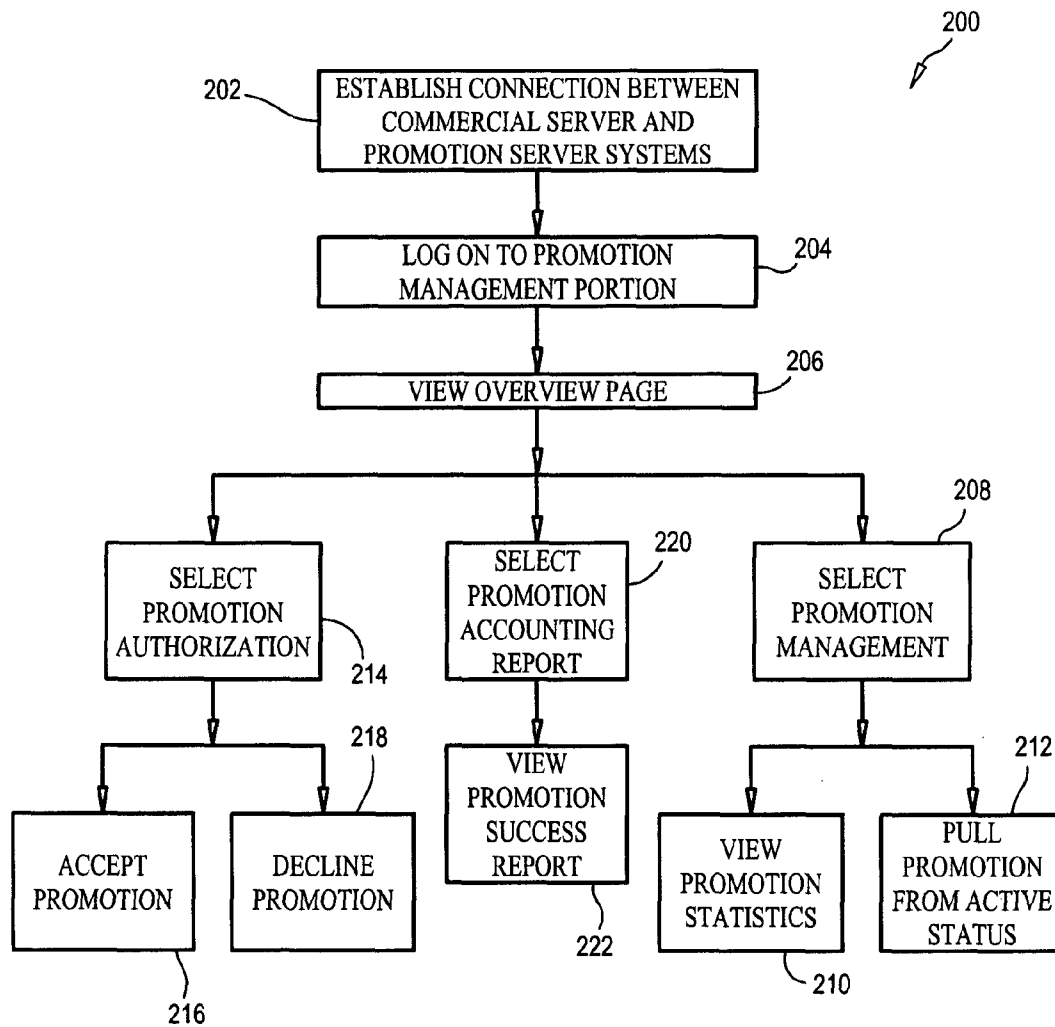 200
202
ESTABLISH CONNECTION BETWEEN
COMMERCIAL SERVER AND
PROMOTION SERVER SYSTEMS
LOG ON TO PROMOTION
MANAGEMENT PORTION
204
VIEW OVERVIEW PAGE
206
SELECT
PROMOTION
AUTHORIZATION
214
SELECT
PROMOTION
ACCOUNTING
REPORT
220
SELECT
PROMOTION
MANAGEMENT
208
ACCEPT
PROMOTION
216
DECLINE
PROMOTION
218
VIEW
PROMOTION
SUCCESS
REPORT
222
VIEW
PROMOTION
STATISTICS
210
PULL
PROMOTION
FROM ACTIVE
STATUS
212